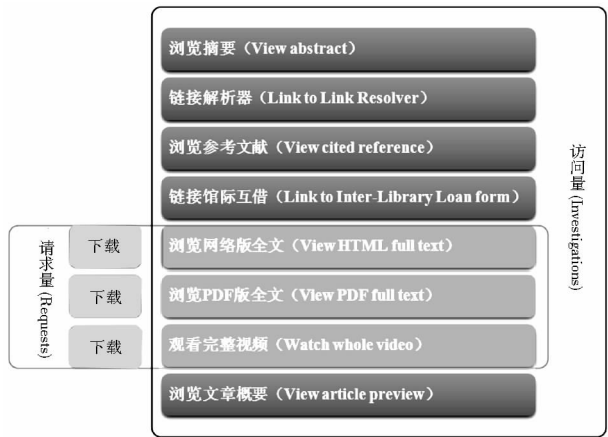 浏览摘要（View abstract）
链接解析器（Link to Link Resolver）
浏览参考文献（View cited reference）
链接馆际互借（Link to Inter-Library Loan form）
下载
浏览网络版全文（View HTML full text）
下载
浏览PDF版全文（View PDF full text）
下载
观看完整视频（Watch whole video）
浏览文章概要（View article preview）
请求量 (Requests)
访问量 (Investigations)